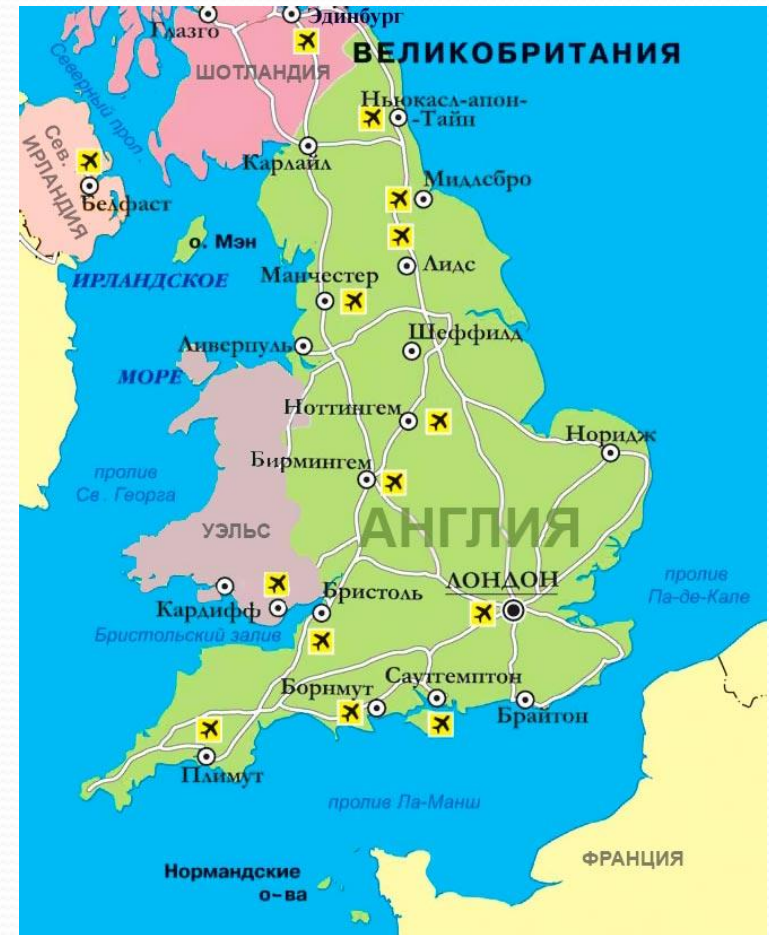 Эдинбург
Глазго
ВЕЛИКОБРИТАНИЯ
Северный прол.
ШОТЛАНДИЯ
Ньюкасл-апон-
-Тайн
Сев.
ИРЛАНДИЯ
Карлайл
Белфаст
Мидлсбро
о. Мэн
Лидс
ИРЛАНДСКОЕ
Манчестер
Шеффилд
Ливерпуль
МОРЕ
Ноттингем
Норидж
Бирмингем
пролив
Св. Георга
АНГЛИЯ
УЭЛЬС
ЛОНДОН
пролив
Па-де-Кале
Кардифф
Бристоль
Бристольский залив
Саутгемптон
Борнмут
Брайтон
Плимут
пролив Ла-Манш
ФРАНЦИЯ
Нормандские
о-ва